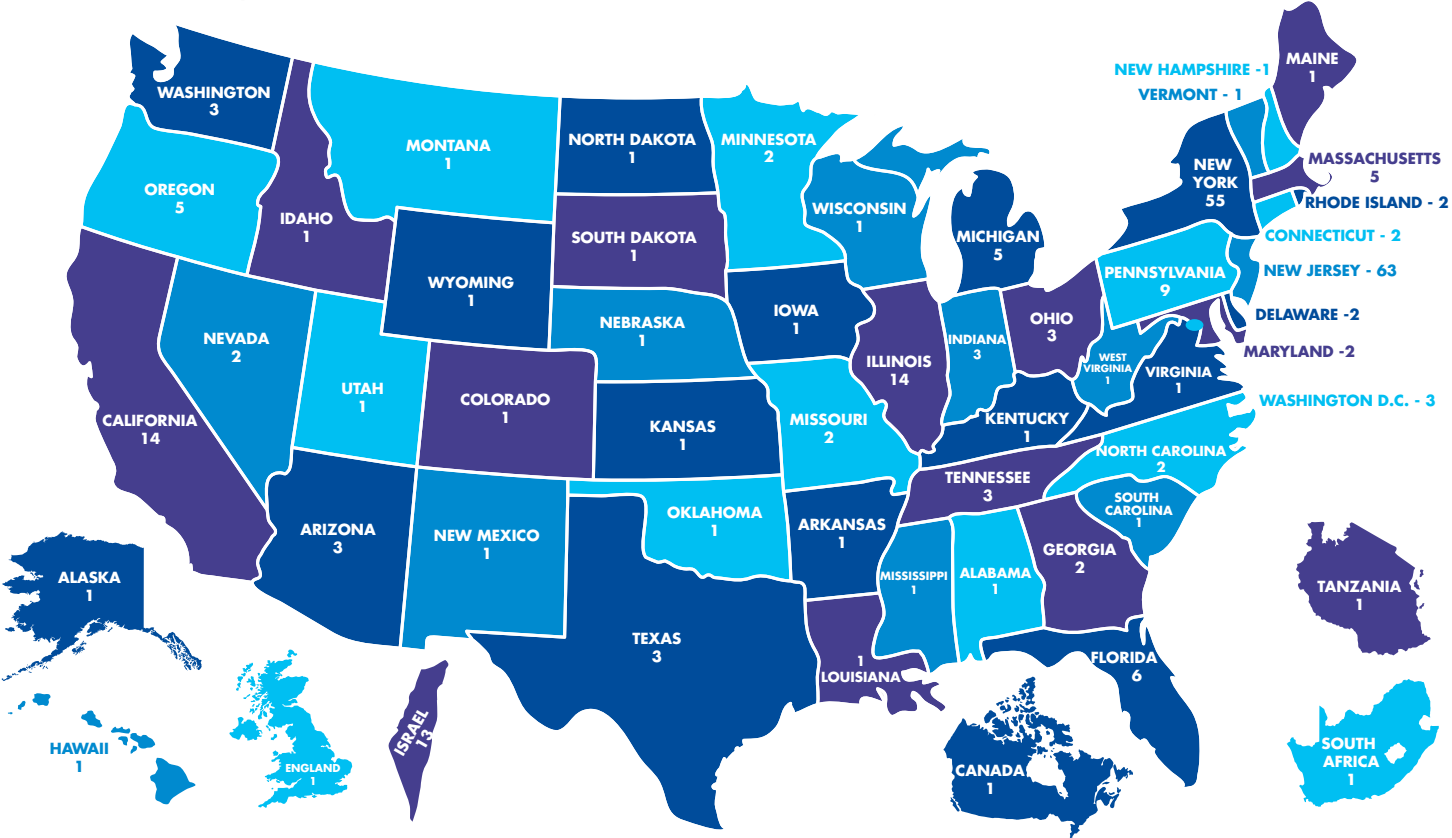 NEW HAMPSHIRE -1
MAINE
1
VERMONT - 1
WASHINGTON
3
MONTANA
1
NORTH DAKOTA
1
MINNESOTA
2
OREGON
5
IDAHO
1
WISCONSIN
1
MICHIGAN
5
NEW
YORK
55
MASSACHUSETTS
5
RHODE ISLAND - 2
CONNECTICUT - 2
SOUTH DAKOTA
1
WYOMING
1
PENNSYLVANIA
9
NEW JERSEY - 63
IOWA
1
NEBRASKA
1
NEVADA
2
OHIO
3
INDIANA
3
ILLINOIS
14
DELAWARE -2
MARYLAND -2
WEST
VIRGINIA
1
VIRGINIA
1
UTAH
1
COLORADO
1
CALIFORNIA
14
KANSAS
1
MISSOURI
2
KENTUCKY
1
WASHINGTON D.C. - 3
NORTH CAROLINA
2
TENNESSEE
3
SOUTH
CAROLINA
1
ARIZONA
3
NEW MEXICO
1
OKLAHOMA
1
ARKANSAS
1
GEORGIA
2
MISSISSIPPI
1
ALABAMA
1
ALASKA
1
TANZANIA
1
TEXAS
3
1
LOUISIANA
FLORIDA
6
HAWAII
1
ENGLAND
1
ISRAEL
13
CANADA
1
SOUTH
AFRICA
1